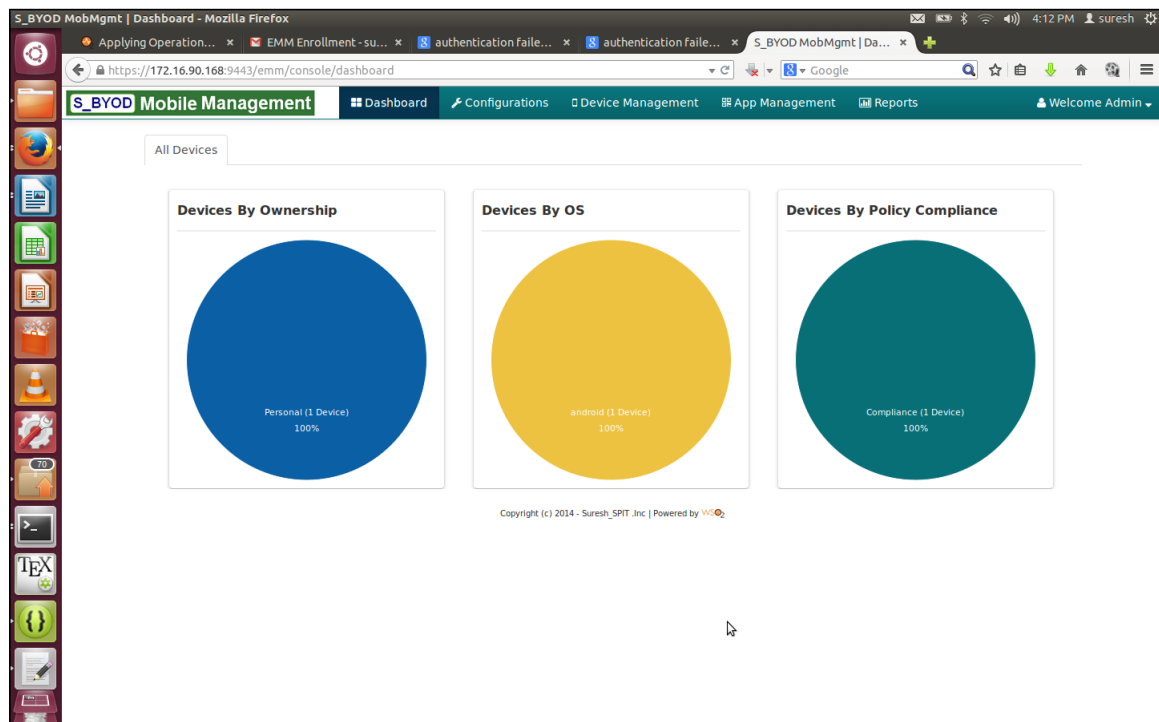 S_BYOD MobMgmt | Dashboard - Mozilla Firefox
4:12 PM suresh
Applying Operation... × EMM Enrollment - su... × authentication faile... × authentication faile... × S_BYOD MobMgmt | Da... ×
https://172.16.90.168:9443/emm/console/dashboard
8 Google
S_BYOD Mobile Management
Dashboard Configurations Device Management App Management Reports Welcome Admin
All Devices
Devices By Ownership
Personal (1 Device)
100%
Devices By OS
android (1 Device)
100%
Devices By Policy Compliance
Compliance (1 Device)
100%
Copyright (c) 2014 - Suresh_SPIT .Inc | Powered by WSO2
70
>_
TEX
{}